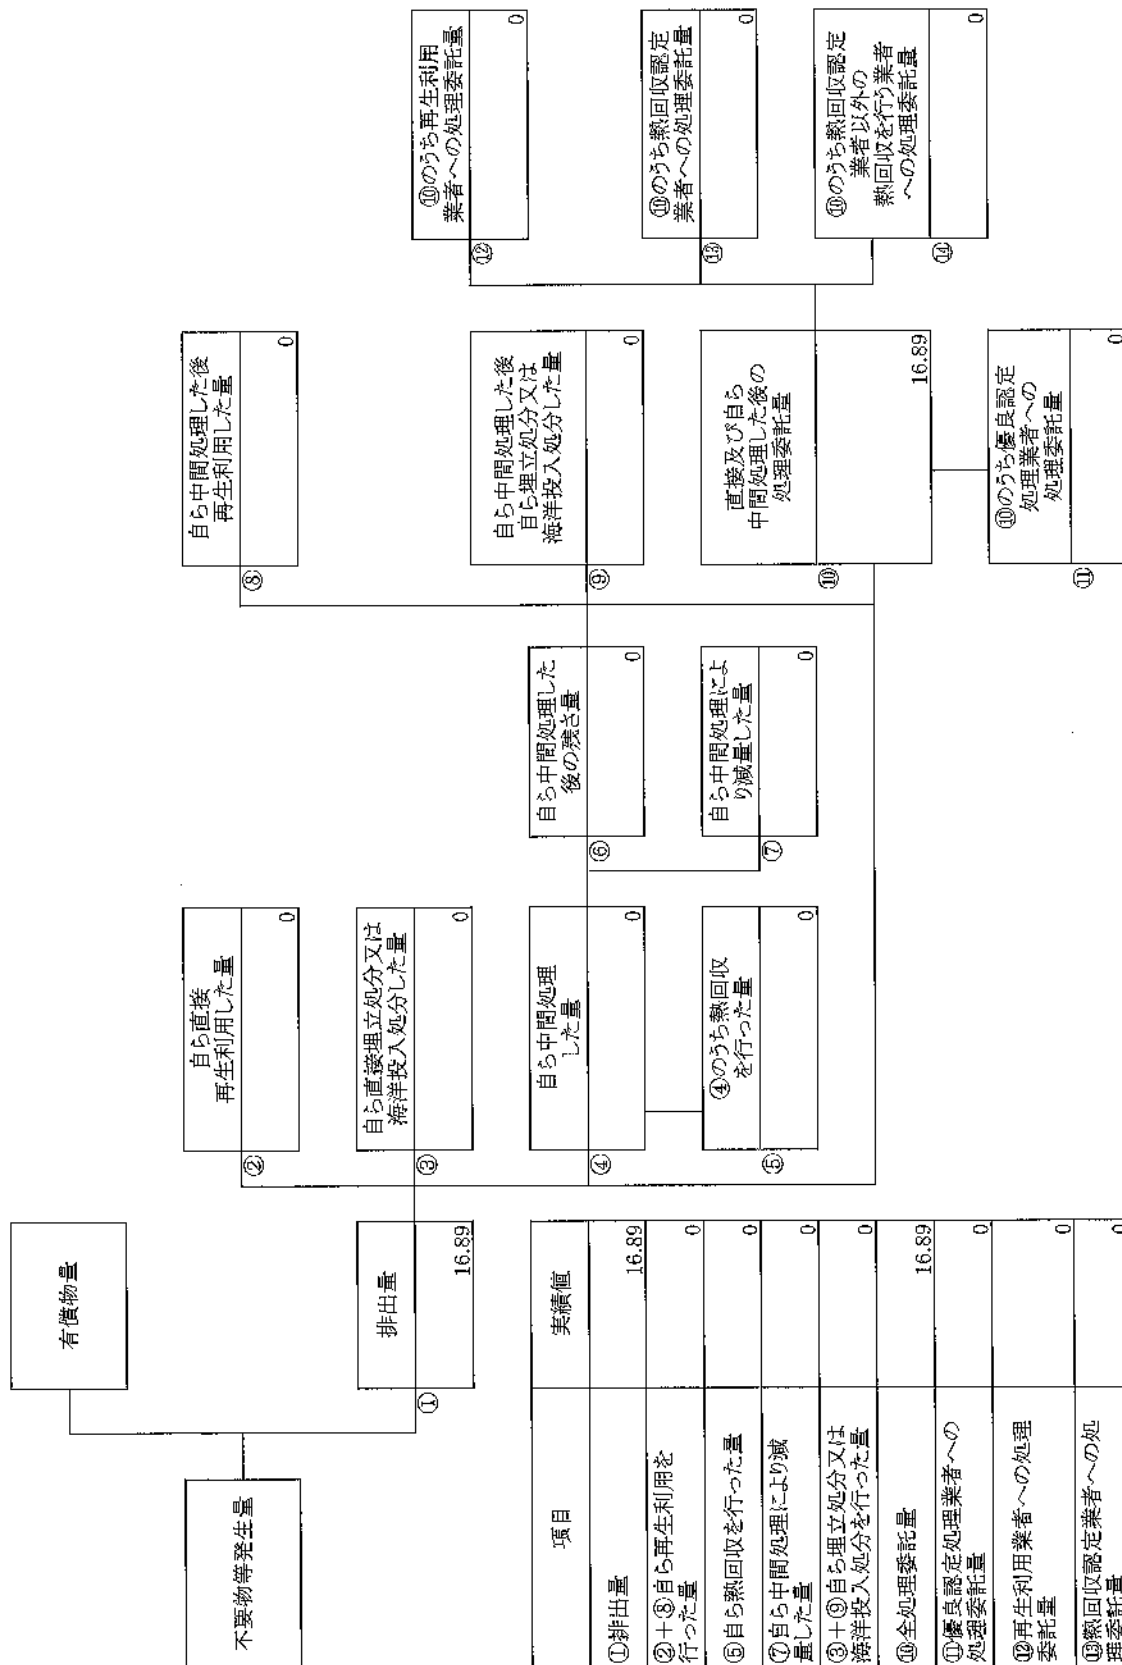 不要物等発生量
有償物量
①
排出量
16.89
②
自ら直接
再生利用した量
0
③
自ら直接埋立処分又は
海洋投入処分した量
0
④
自ら中間処理
した量
0
⑤
④のうち熱回収
を行った量
0
⑥
自ら中間処理した
後の残さ量
0
⑦
自ら中間処理によ
り減量した量
0
⑧
自ら中間処理した後
再生利用した量
0
⑨
自ら中間処理した後
自ら埋立処分又は
海洋投入処分した量
0
⑩
直接及び自ら
中間処理した後の
処理委託量
16.89
⑪
⑩のうち優良認定
処理業者への
処理委託量
0
⑫
⑩のうち再生利用
業者への処理委託量
0
⑬
⑩のうち熱回収認定
業者への処理委託量
0
⑭
⑩のうち熱回収認定
業者以外の
熱回収を行う業者
への処理委託量
0
項目
実績値
①排出量
16.89
②+⑧自ら再生利用を
行った量
0
⑤自ら熱回収を行った量
0
⑦自ら中間処理により減
量した量
0
③+⑨自ら埋立処分又は
海洋投入処分を行った量
0
⑩全処理委託量
16.89
⑪優良認定処理業者への
処理委託量
0
⑫再生利用業者への処理
委託量
0
⑬熱回収認定業者への処
理委託量
0